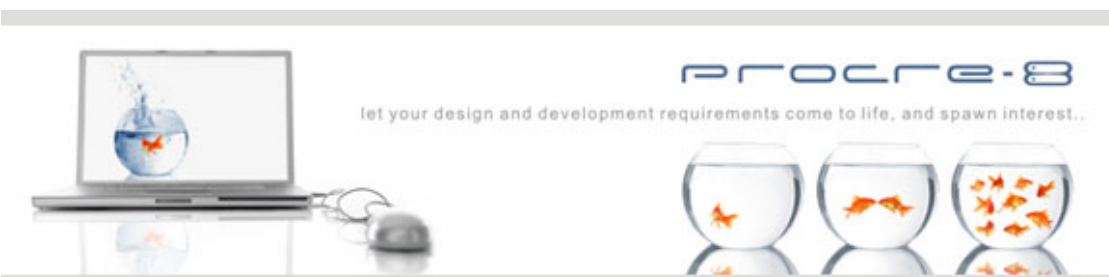 procre-8
let your design and development requirements come to life, and spawn interest..